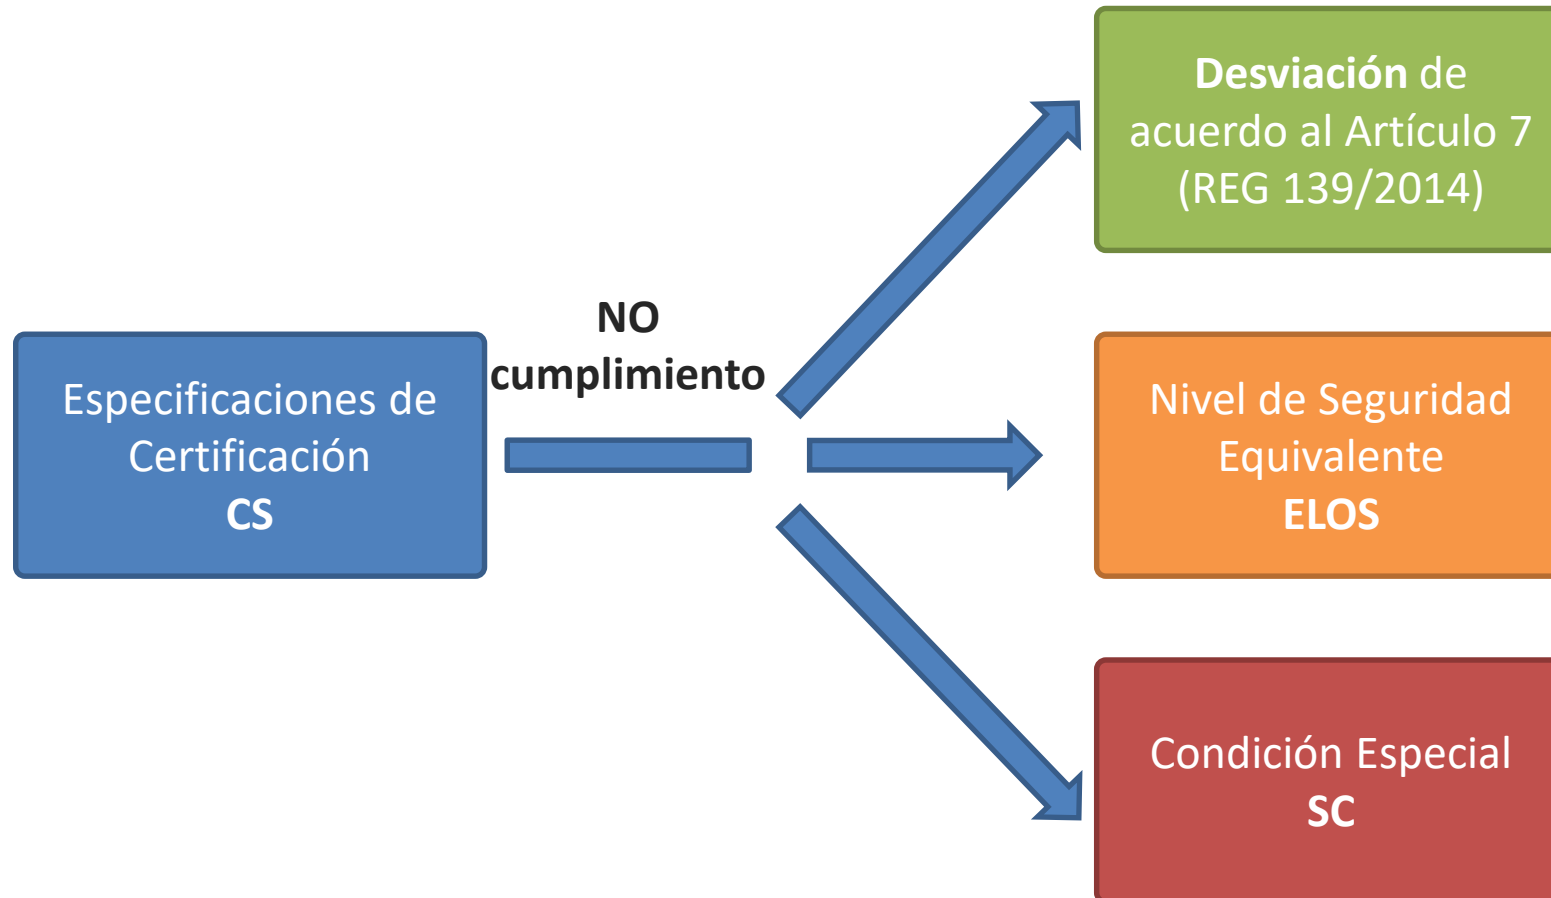 Especificaciones de
Certificación
CS
NO
cumplimiento
Desviación de
acuerdo al Artículo 7
(REG 139/2014)
Nivel de Seguridad
Equivalente
ELOS
Condición Especial
SC